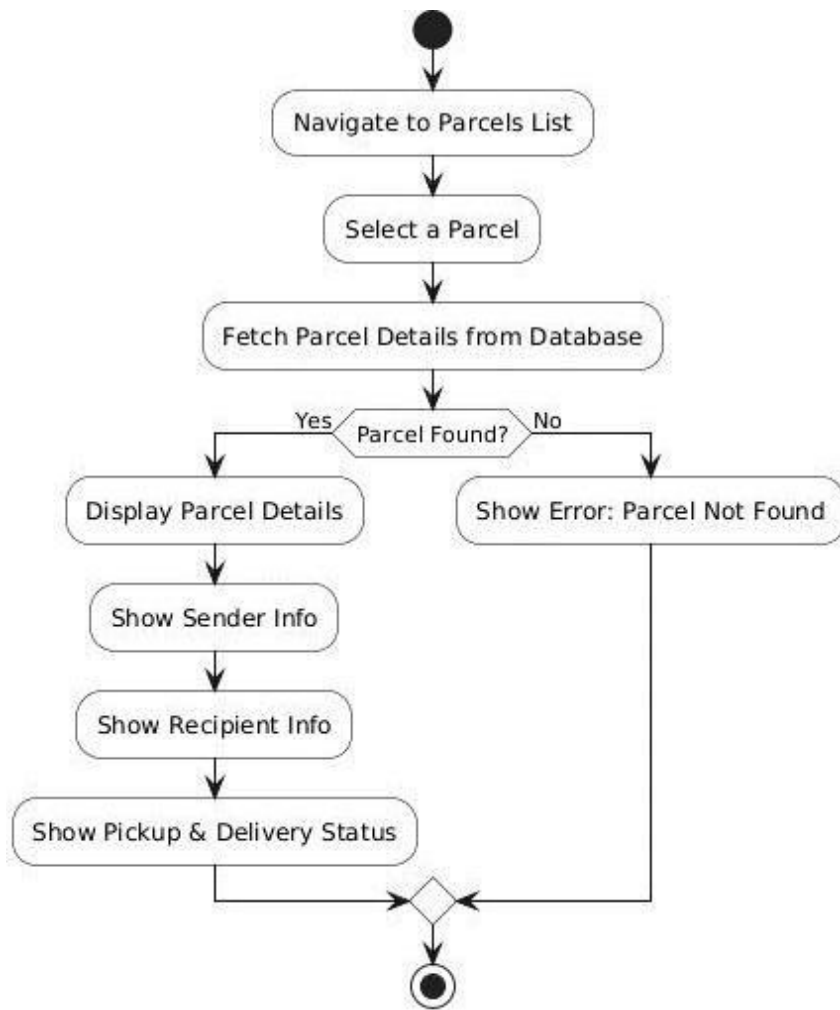 Navigate to Parcels List
Select a Parcel
Fetch Parcel Details from Database
Yes
Parcel Found?
No
Display Parcel Details
Show Error: Parcel Not Found
Show Sender Info
Show Recipient Info
Show Pickup & Delivery Status